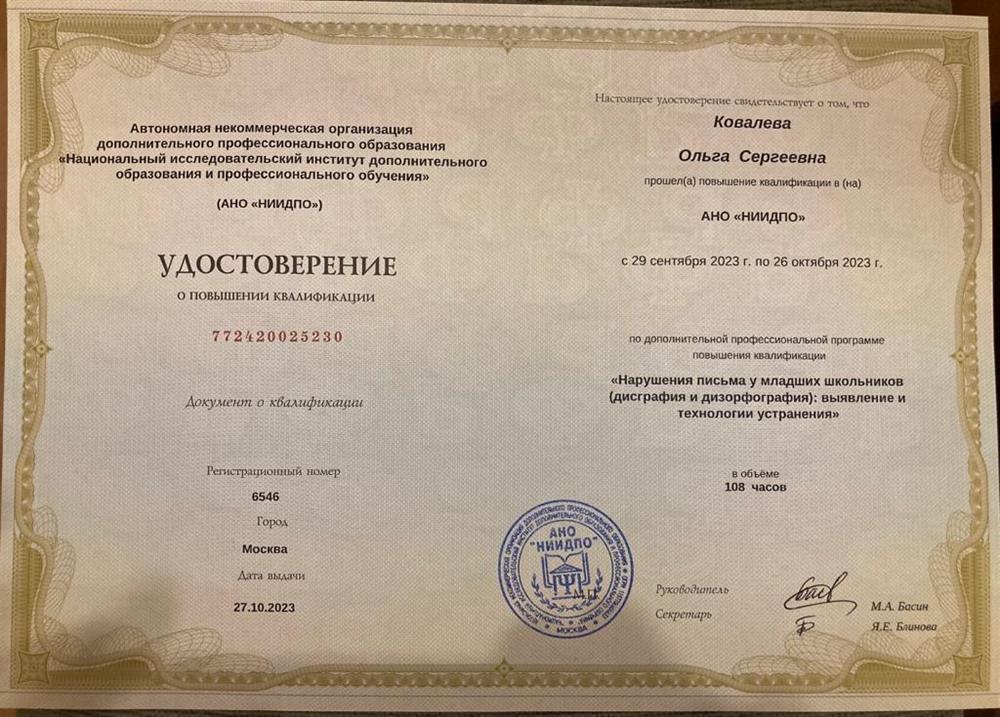 Автономная некоммерческая организация
дополнительного профессионального образования
«Национальный исследовательский институт дополнительного
образования и профессионального обучения»
(АНО «НИИДПО»)
УДОСТОВЕРЕНИЕ
О ПОВЫШЕНИИ КВАЛИФИКАЦИИ
772420025230
Документ о квалификации
Регистрационный номер
6546
Город
Москва
Дата выдачи
27.10.2023
Настоящее удостоверение свидетельствует о том, что
Ковалева
Ольга Сергеевна
прошел(а) повышение квалификации в (на)
АНО «НИИДПО»
с 29 сентября 2023 г. по 26 октября 2023 г.
по дополнительной профессиональной программе
повышения квалификации
«Нарушения письма у младших школьников
(дисграфия и дизорфография): выявление и
технологии устранения»
в объёме
108 часов
АНО
"НИИДПО"
М.П.
МОСКВА
Руководитель
М.А. Басин
Секретарь
Я.Е. Блинова